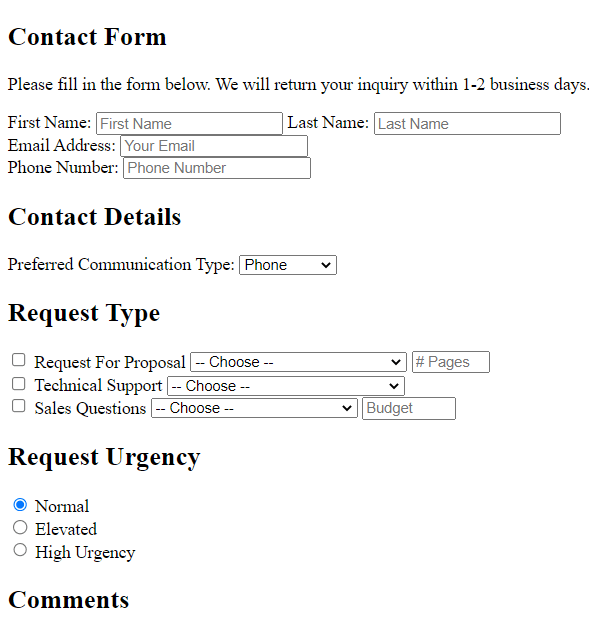 Contact Form
Please fill in the form below. We will return your inquiry within 1-2 business days.
First Name: First Name Last Name: Last Name
Email Address: Your Email
Phone Number: Phone Number
Contact Details
Preferred Communication Type: Phone
Request Type
Request For Proposal -- Choose -- # Pages
Technical Support -- Choose --
Sales Questions -- Choose -- Budget
Request Urgency
Normal
Elevated
High Urgency
Comments